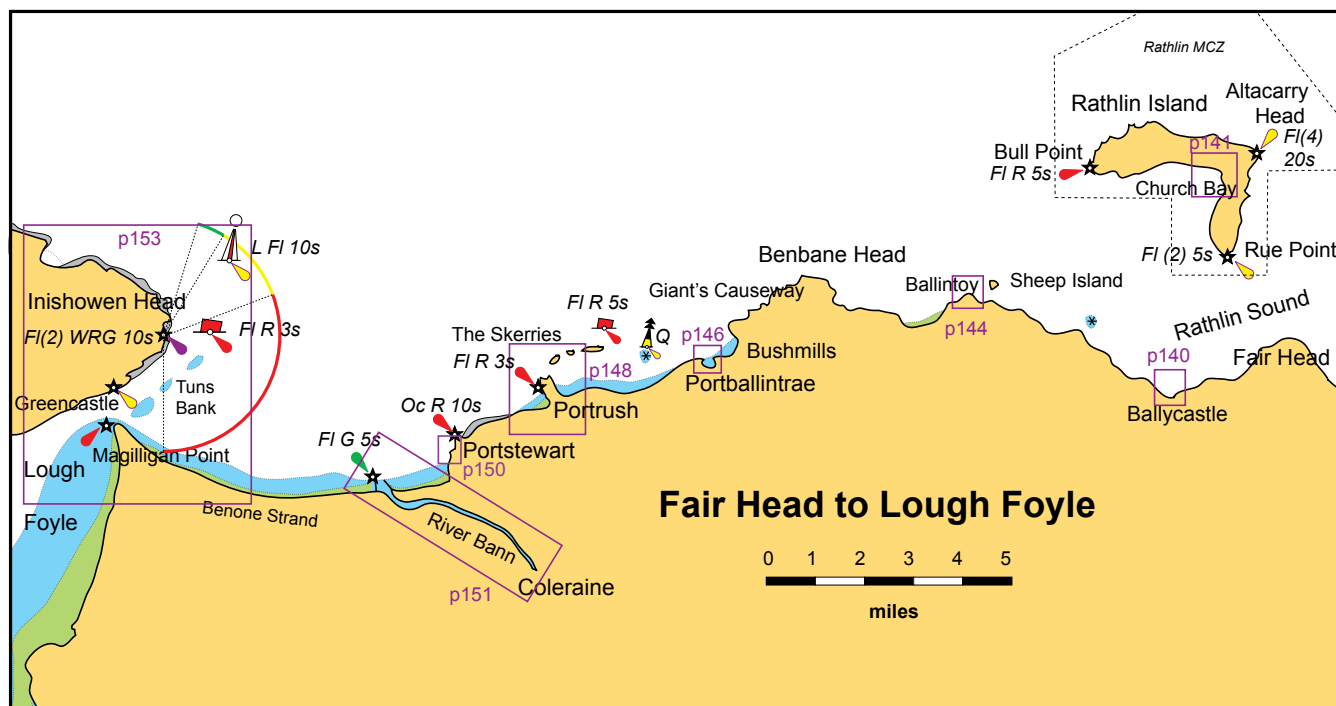 Rathlin MCZ
Rathlin Island
Altacarry
Head
Fl(4)
20s
p141
Bull Point
Fl R 5s
Church Bay
Fl (2) 5s
Rue Point
p153
L Fl 10s
Benbane Head
Inishowen Head
Fl(2) WRG 10s
Fl R 3s
Giant's Causeway
Ballintoy
Sheep Island
Fl R 5s
Rathlin Sound
The Skerries
Q
p146
p144
Fl R 3s
p148
Bushmills
p140
Fair Head
Tuns
Bank
Portballintrae
Greencastle
Oc R 10s
Portrush
Ballycastle
Fl G 5s
Magilligan Point
Portstewart
Lough
p150
Foyle
Benone Strand
River Bann
Fair Head to Lough Foyle
p151
Coleraine
0 1 2 3 4 5
miles